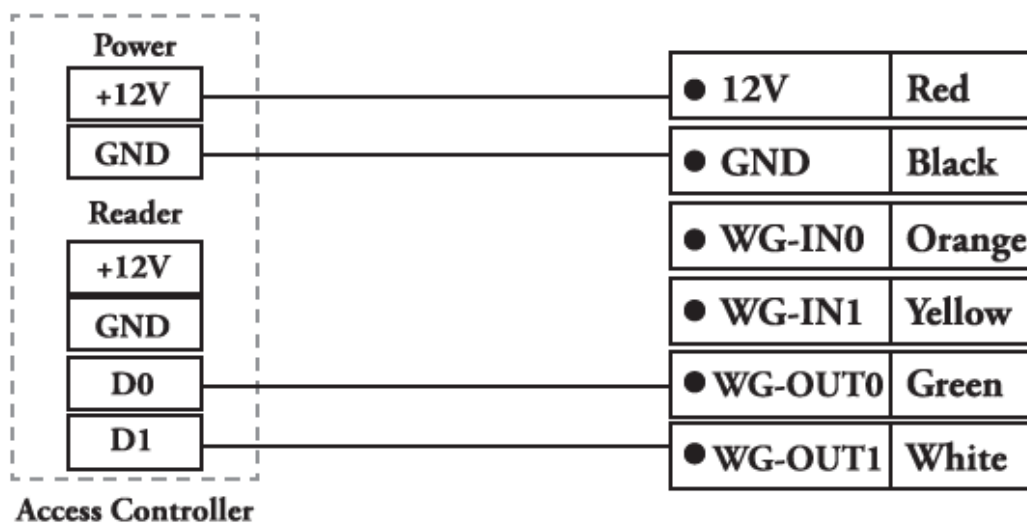 Power
+12V
GND
Reader
+12V
GND
D0
D1
Access Controller
12V Red
GND Black
WG-IN0 Orange
WG-IN1 Yellow
WG-OUT0 Green
WG-OUT1 White